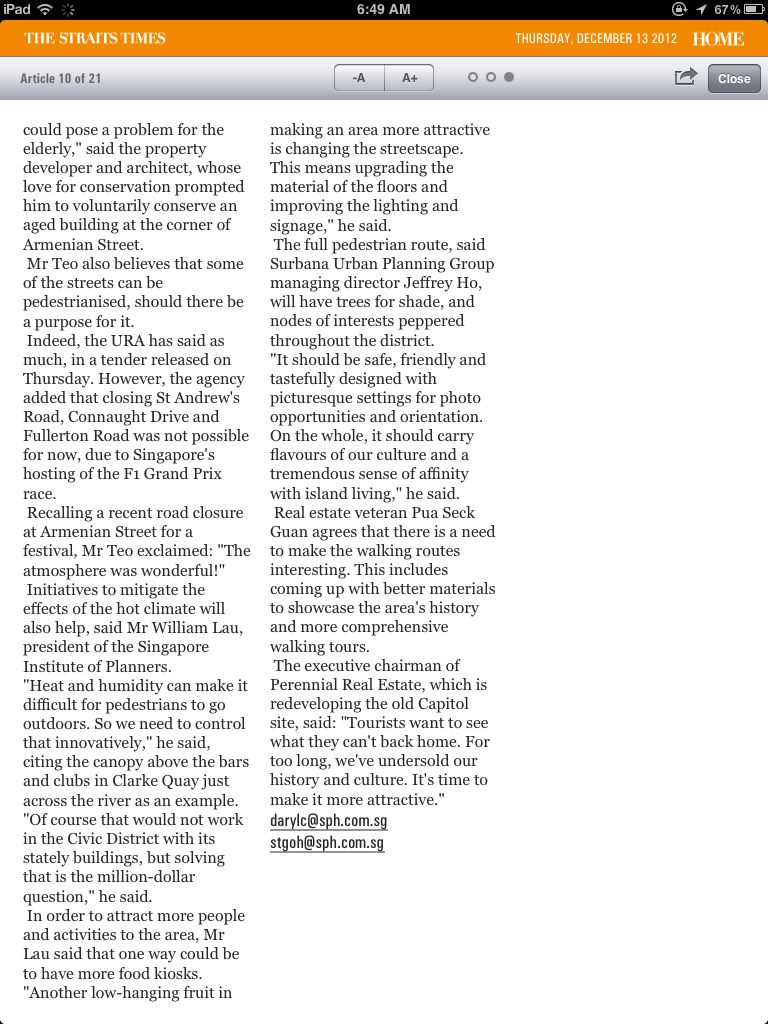 iPad
6:49 AM
67%
THE STRAITS TIMES
THURSDAY, DECEMBER 13 2012
HOME
Article 10 of 21
-A
A+
Close
could pose a problem for the
elderly," said the property
developer and architect, whose
love for conservation prompted
him to voluntarily conserve an
aged building at the corner of
Armenian Street.
Mr Teo also believes that some
of the streets can be
pedestrianised, should there be
a purpose for it.
Indeed, the URA has said as
much, in a tender released on
Thursday. However, the agency
added that closing St Andrew's
Road, Connaught Drive and
Fullerton Road was not possible
for now, due to Singapore's
hosting of the F1 Grand Prix
race.
Recalling a recent road closure
at Armenian Street for a
festival, Mr Teo exclaimed: "The
atmosphere was wonderful!"
Initiatives to mitigate the
effects of the hot climate will
also help, said Mr William Lau,
president of the Singapore
Institute of Planners.
"Heat and humidity can make it
difficult for pedestrians to go
outdoors. So we need to control
that innovatively," he said,
citing the canopy above the bars
and clubs in Clarke Quay just
across the river as an example.
"Of course that would not work
in the Civic District with its
stately buildings, but solving
that is the million-dollar
question," he said.
In order to attract more people
and activities to the area, Mr
Lau said that one way could be
to have more food kiosks.
"Another low-hanging fruit in
making an area more attractive
is changing the streetscape.
This means upgrading the
material of the floors and
improving the lighting and
signage," he said.
The full pedestrian route, said
Surbana Urban Planning Group
managing director Jeffrey Ho,
will have trees for shade, and
nodes of interests peppered
throughout the district.
"It should be safe, friendly and
tastefully designed with
picturesque settings for photo
opportunities and orientation.
On the whole, it should carry
flavours of our culture and a
tremendous sense of affinity
with island living," he said.
Real estate veteran Pua Seck
Guan agrees that there is a need
to make the walking routes
interesting. This includes
coming up with better materials
to showcase the area's history
and more comprehensive
walking tours.
The executive chairman of
Perennial Real Estate, which is
redeveloping the old Capitol
site, said: "Tourists want to see
what they can't back home. For
too long, we've undersold our
history and culture. It's time to
make it more attractive."
darylc@sph.com.sg
stgoh@sph.com.sg